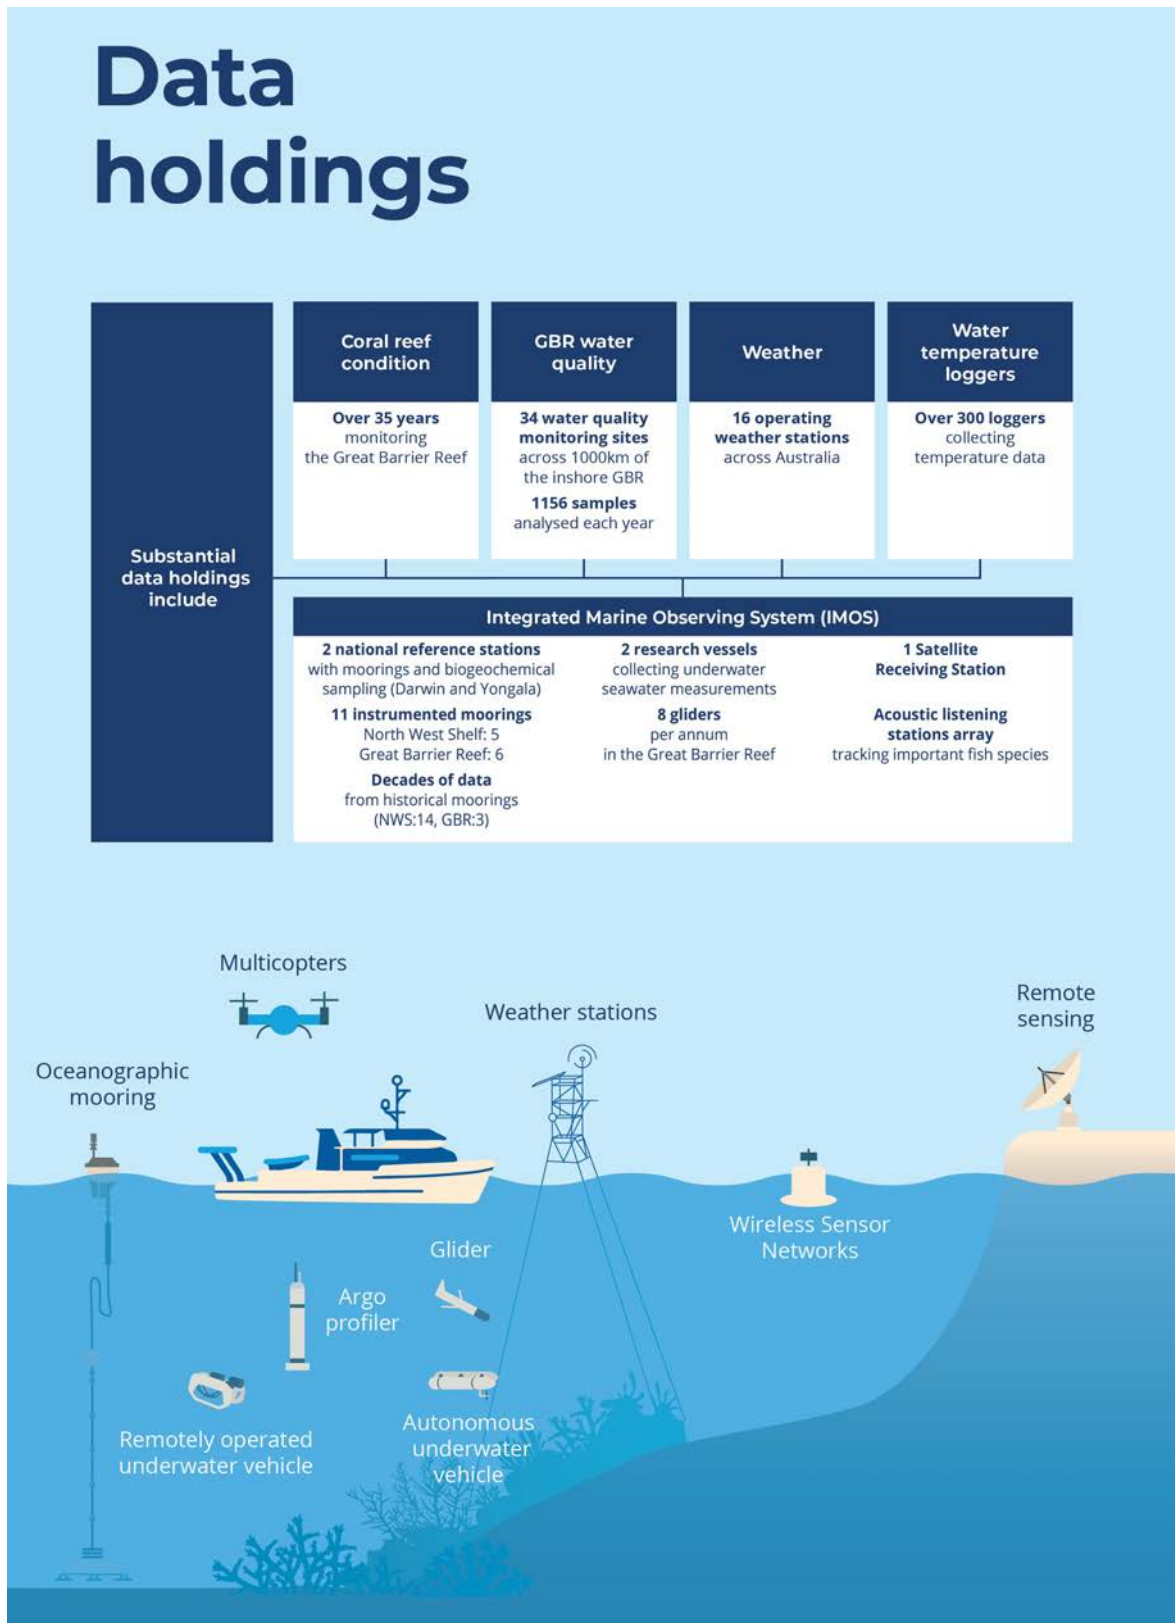 Data
holdings
Substantial
data holdings
include
Coral reef
condition
Over 35 years
monitoring
the Great Barrier Reef
GBR water
quality
34 water quality
monitoring sites
across 1000km of
the inshore GBR
1156 samples
analysed each year
Weather
16 operating
weather stations
across Australia
Water
temperature
loggers
Over 300 loggers
collecting
temperature data
Integrated Marine Observing System (IMOS)
2 national reference stations
with moorings and biogeochemical
sampling (Darwin and Yongala)
11 instrumented moorings
North West Shelf: 5
Great Barrier Reef: 6
Decades of data
from historical moorings
(NWS:14, GBR:3)
2 research vessels
collecting underwater
seawater measurements
8 gliders
per annum
in the Great Barrier Reef
1 Satellite
Receiving Station
Acoustic listening
stations array
tracking important fish species
Multicopters
Weather stations
Remote
sensing
Oceanographic
mooring
Wireless Sensor
Networks
Glider
Argo
profiler
Remotely operated
underwater vehicle
Autonomous
underwater
vehicle